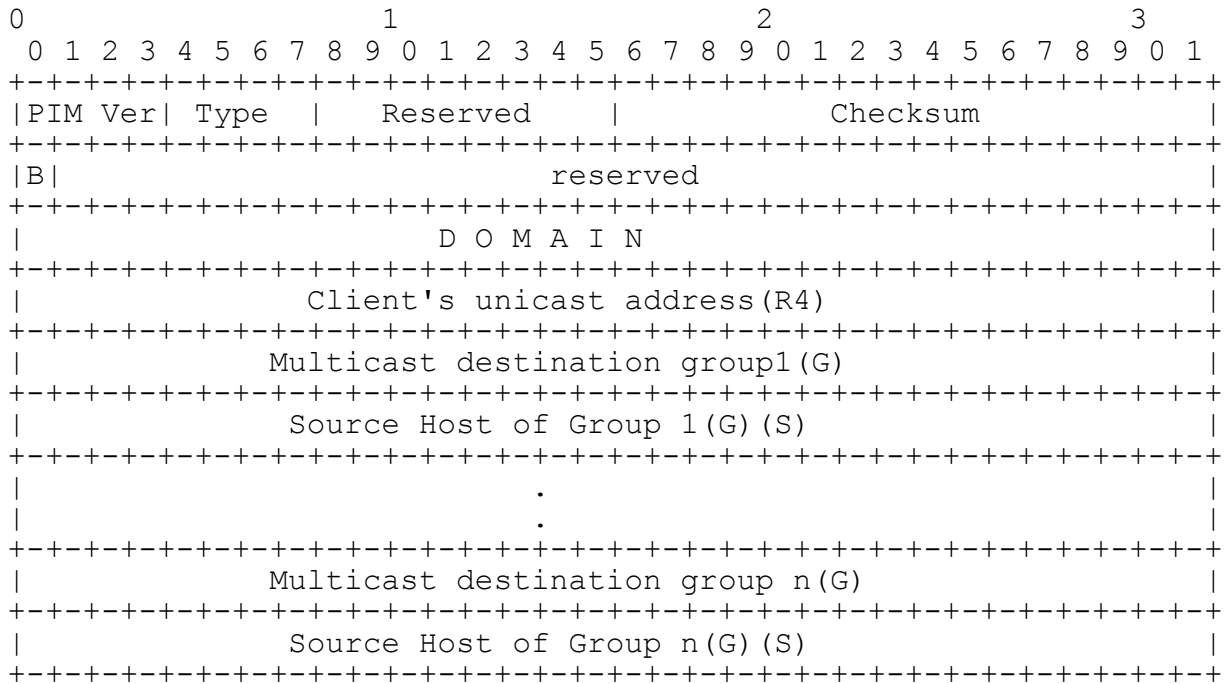 0                   1                   2                   3
 0 1 2 3 4 5 6 7 8 9 0 1 2 3 4 5 6 7 8 9 0 1 2 3 4 5 6 7 8 9 0 1
+-+-+-+-+-+-+-+-+-+-+-+-+-+-+-+-+-+-+-+-+-+-+-+-+-+-+-+-+-+-+-+-+
|PIM Ver| Type  |   Reserved    |           Checksum            |
+-+-+-+-+-+-+-+-+-+-+-+-+-+-+-+-+-+-+-+-+-+-+-+-+-+-+-+-+-+-+-+-+
|B|                          reserved                           |
+-+-+-+-+-+-+-+-+-+-+-+-+-+-+-+-+-+-+-+-+-+-+-+-+-+-+-+-+-+-+-+-+
|                      D O M A I N                              |
+-+-+-+-+-+-+-+-+-+-+-+-+-+-+-+-+-+-+-+-+-+-+-+-+-+-+-+-+-+-+-+-+
|               Client's unicast address(R4)                    |
+-+-+-+-+-+-+-+-+-+-+-+-+-+-+-+-+-+-+-+-+-+-+-+-+-+-+-+-+-+-+-+-+
|             Multicast destination group1(G)                   |
+-+-+-+-+-+-+-+-+-+-+-+-+-+-+-+-+-+-+-+-+-+-+-+-+-+-+-+-+-+-+-+-+
|              Source Host of Group 1(G)(S)                     |
+-+-+-+-+-+-+-+-+-+-+-+-+-+-+-+-+-+-+-+-+-+-+-+-+-+-+-+-+-+-+-+-+
|                           .                                   |
|                           .                                   |
+-+-+-+-+-+-+-+-+-+-+-+-+-+-+-+-+-+-+-+-+-+-+-+-+-+-+-+-+-+-+-+-+
|             Multicast destination group n(G)                  |
+-+-+-+-+-+-+-+-+-+-+-+-+-+-+-+-+-+-+-+-+-+-+-+-+-+-+-+-+-+-+-+-+
|              Source Host of Group n(G)(S)                     |
+-+-+-+-+-+-+-+-+-+-+-+-+-+-+-+-+-+-+-+-+-+-+-+-+-+-+-+-+-+-+-+-+